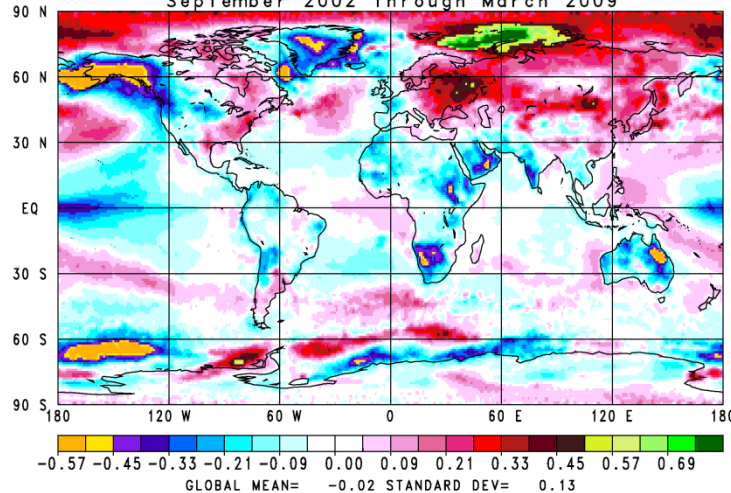 September 2002 Through March 2009
90 N
60 N
30 N
EQ
30 S
60 S
90 S
180 120 W 60 W 0 60 E 120 E 180
-0.57 -0.45 -0.33 -0.21 -0.09 0.00 0.09 0.21 0.33 0.45 0.57 0.69
GLOBAL MEAN= -0.02 STANDARD DEV= 0.13